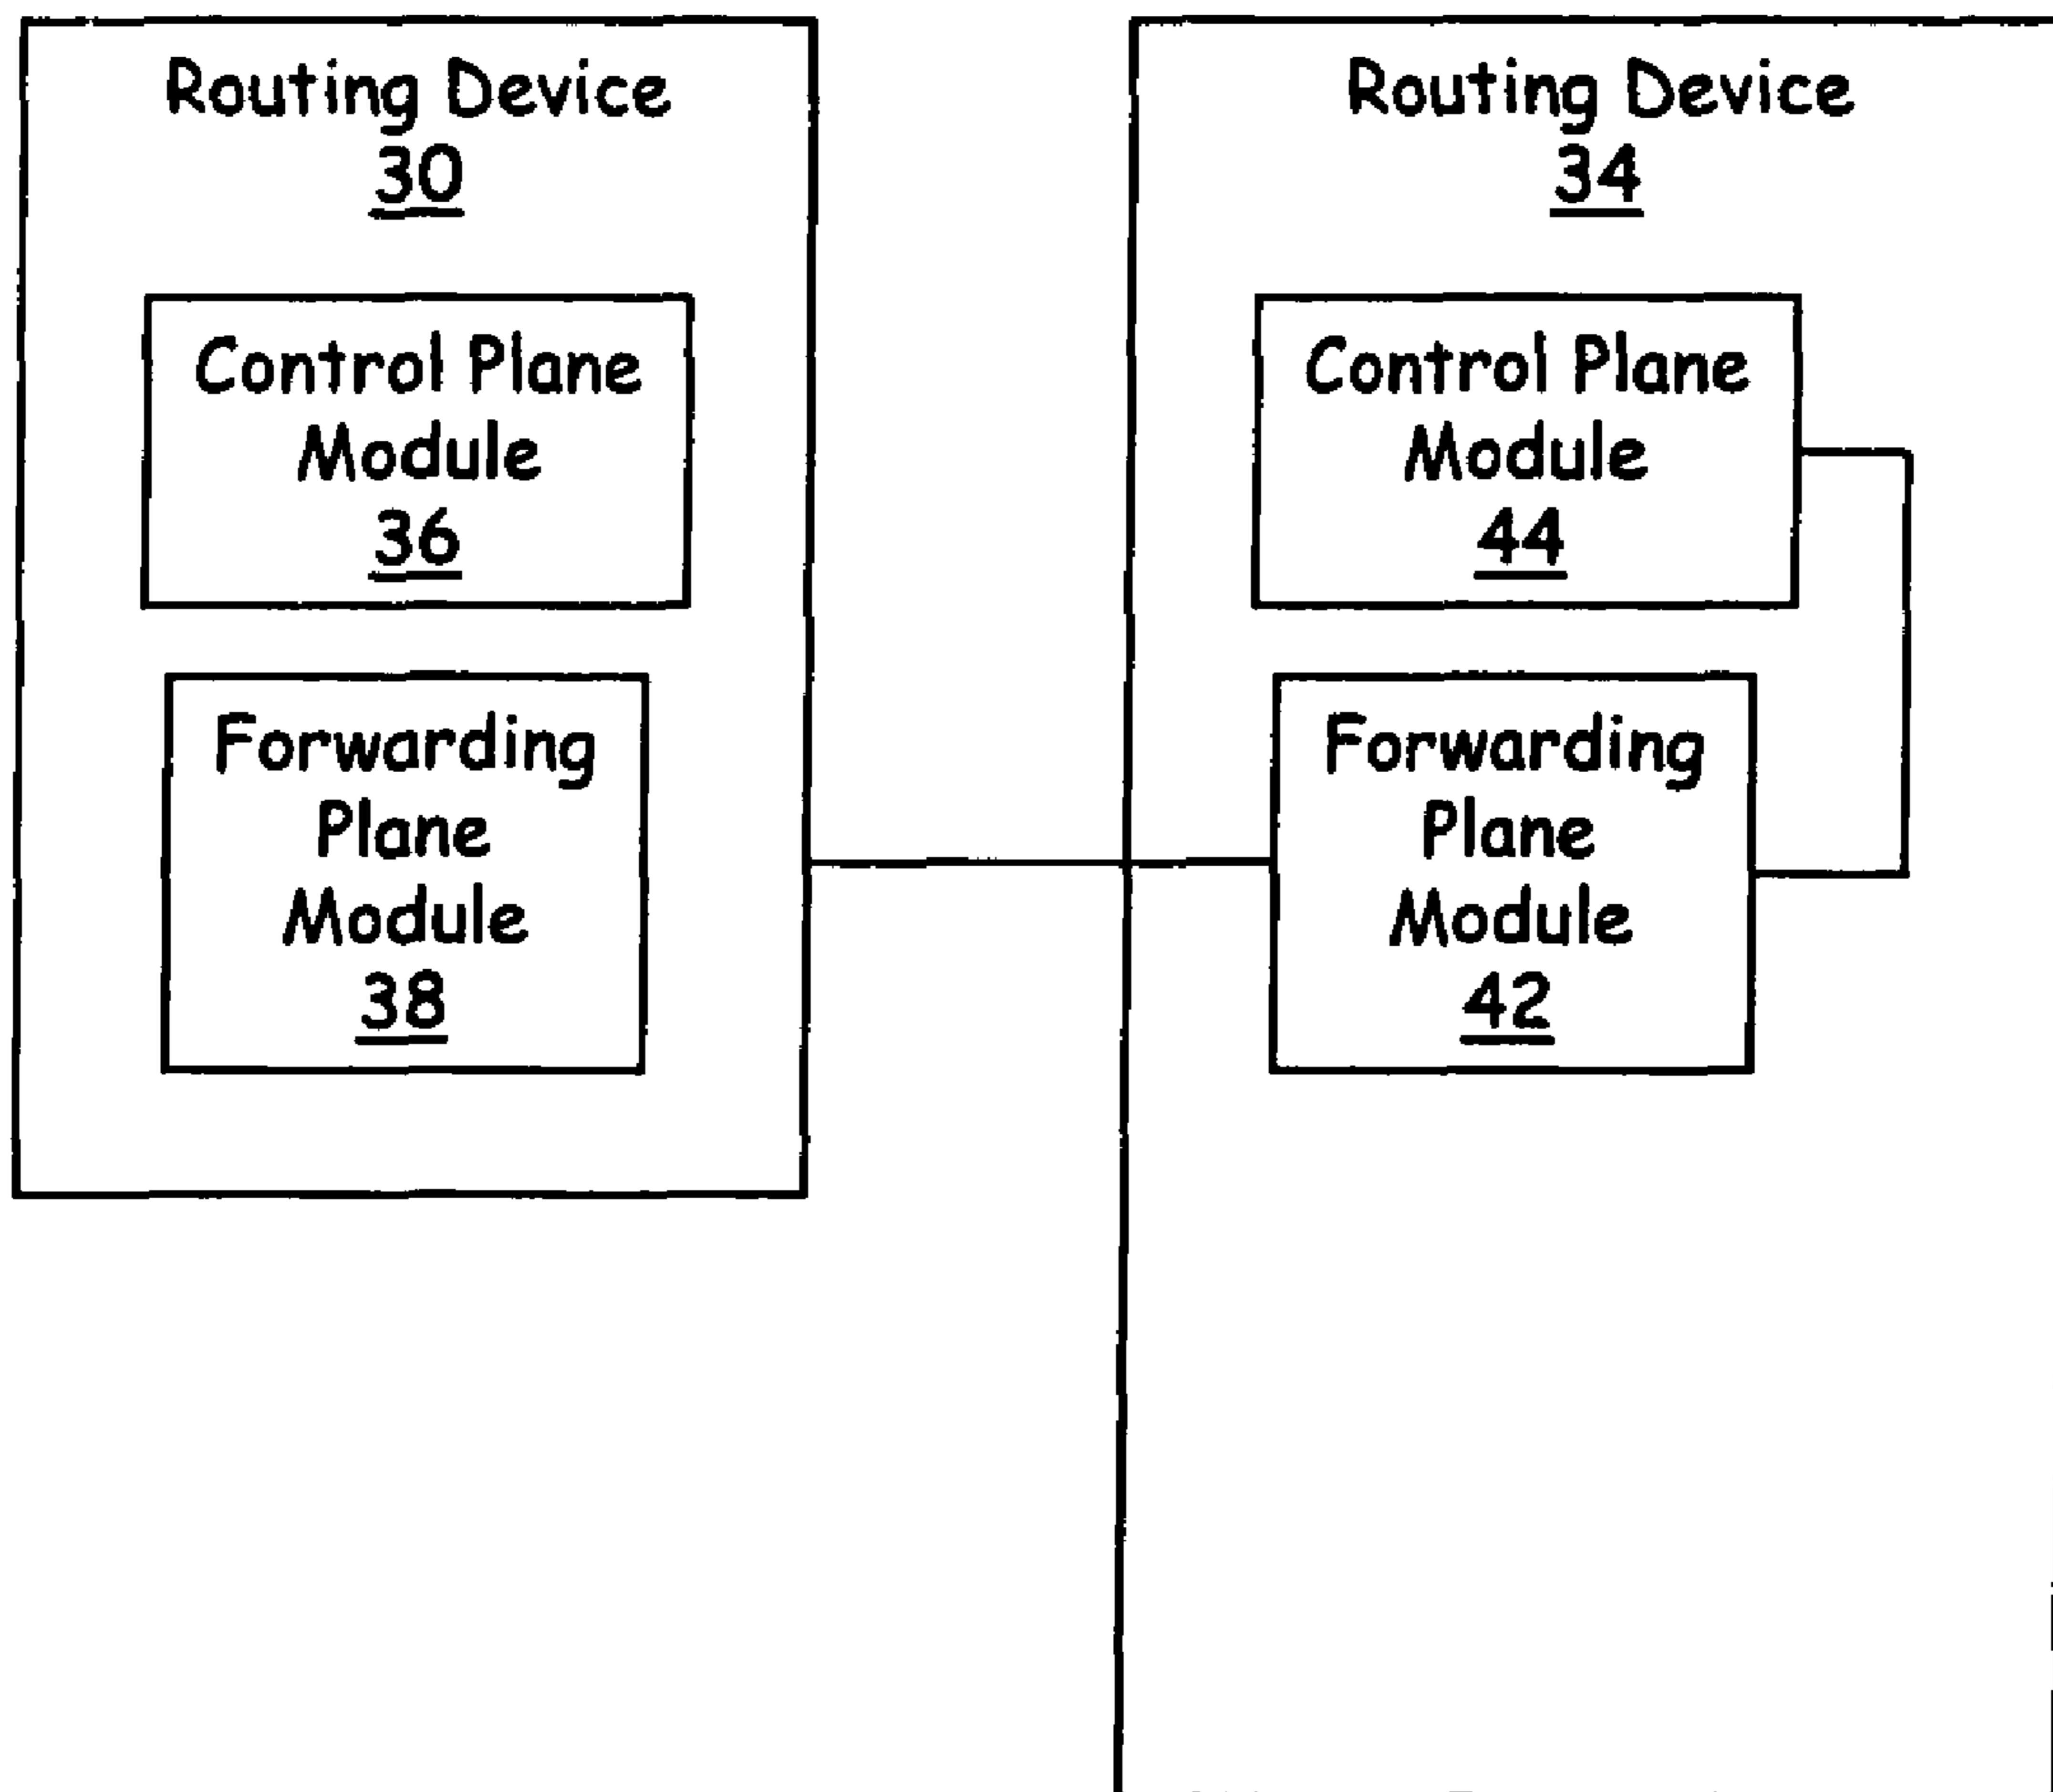 Routing Device
30
Control Plane
Module
36
Forwarding
Plane
Module
38
Routing Device
34
Control Plane
Module
44
Forwarding
Plane
Module
42